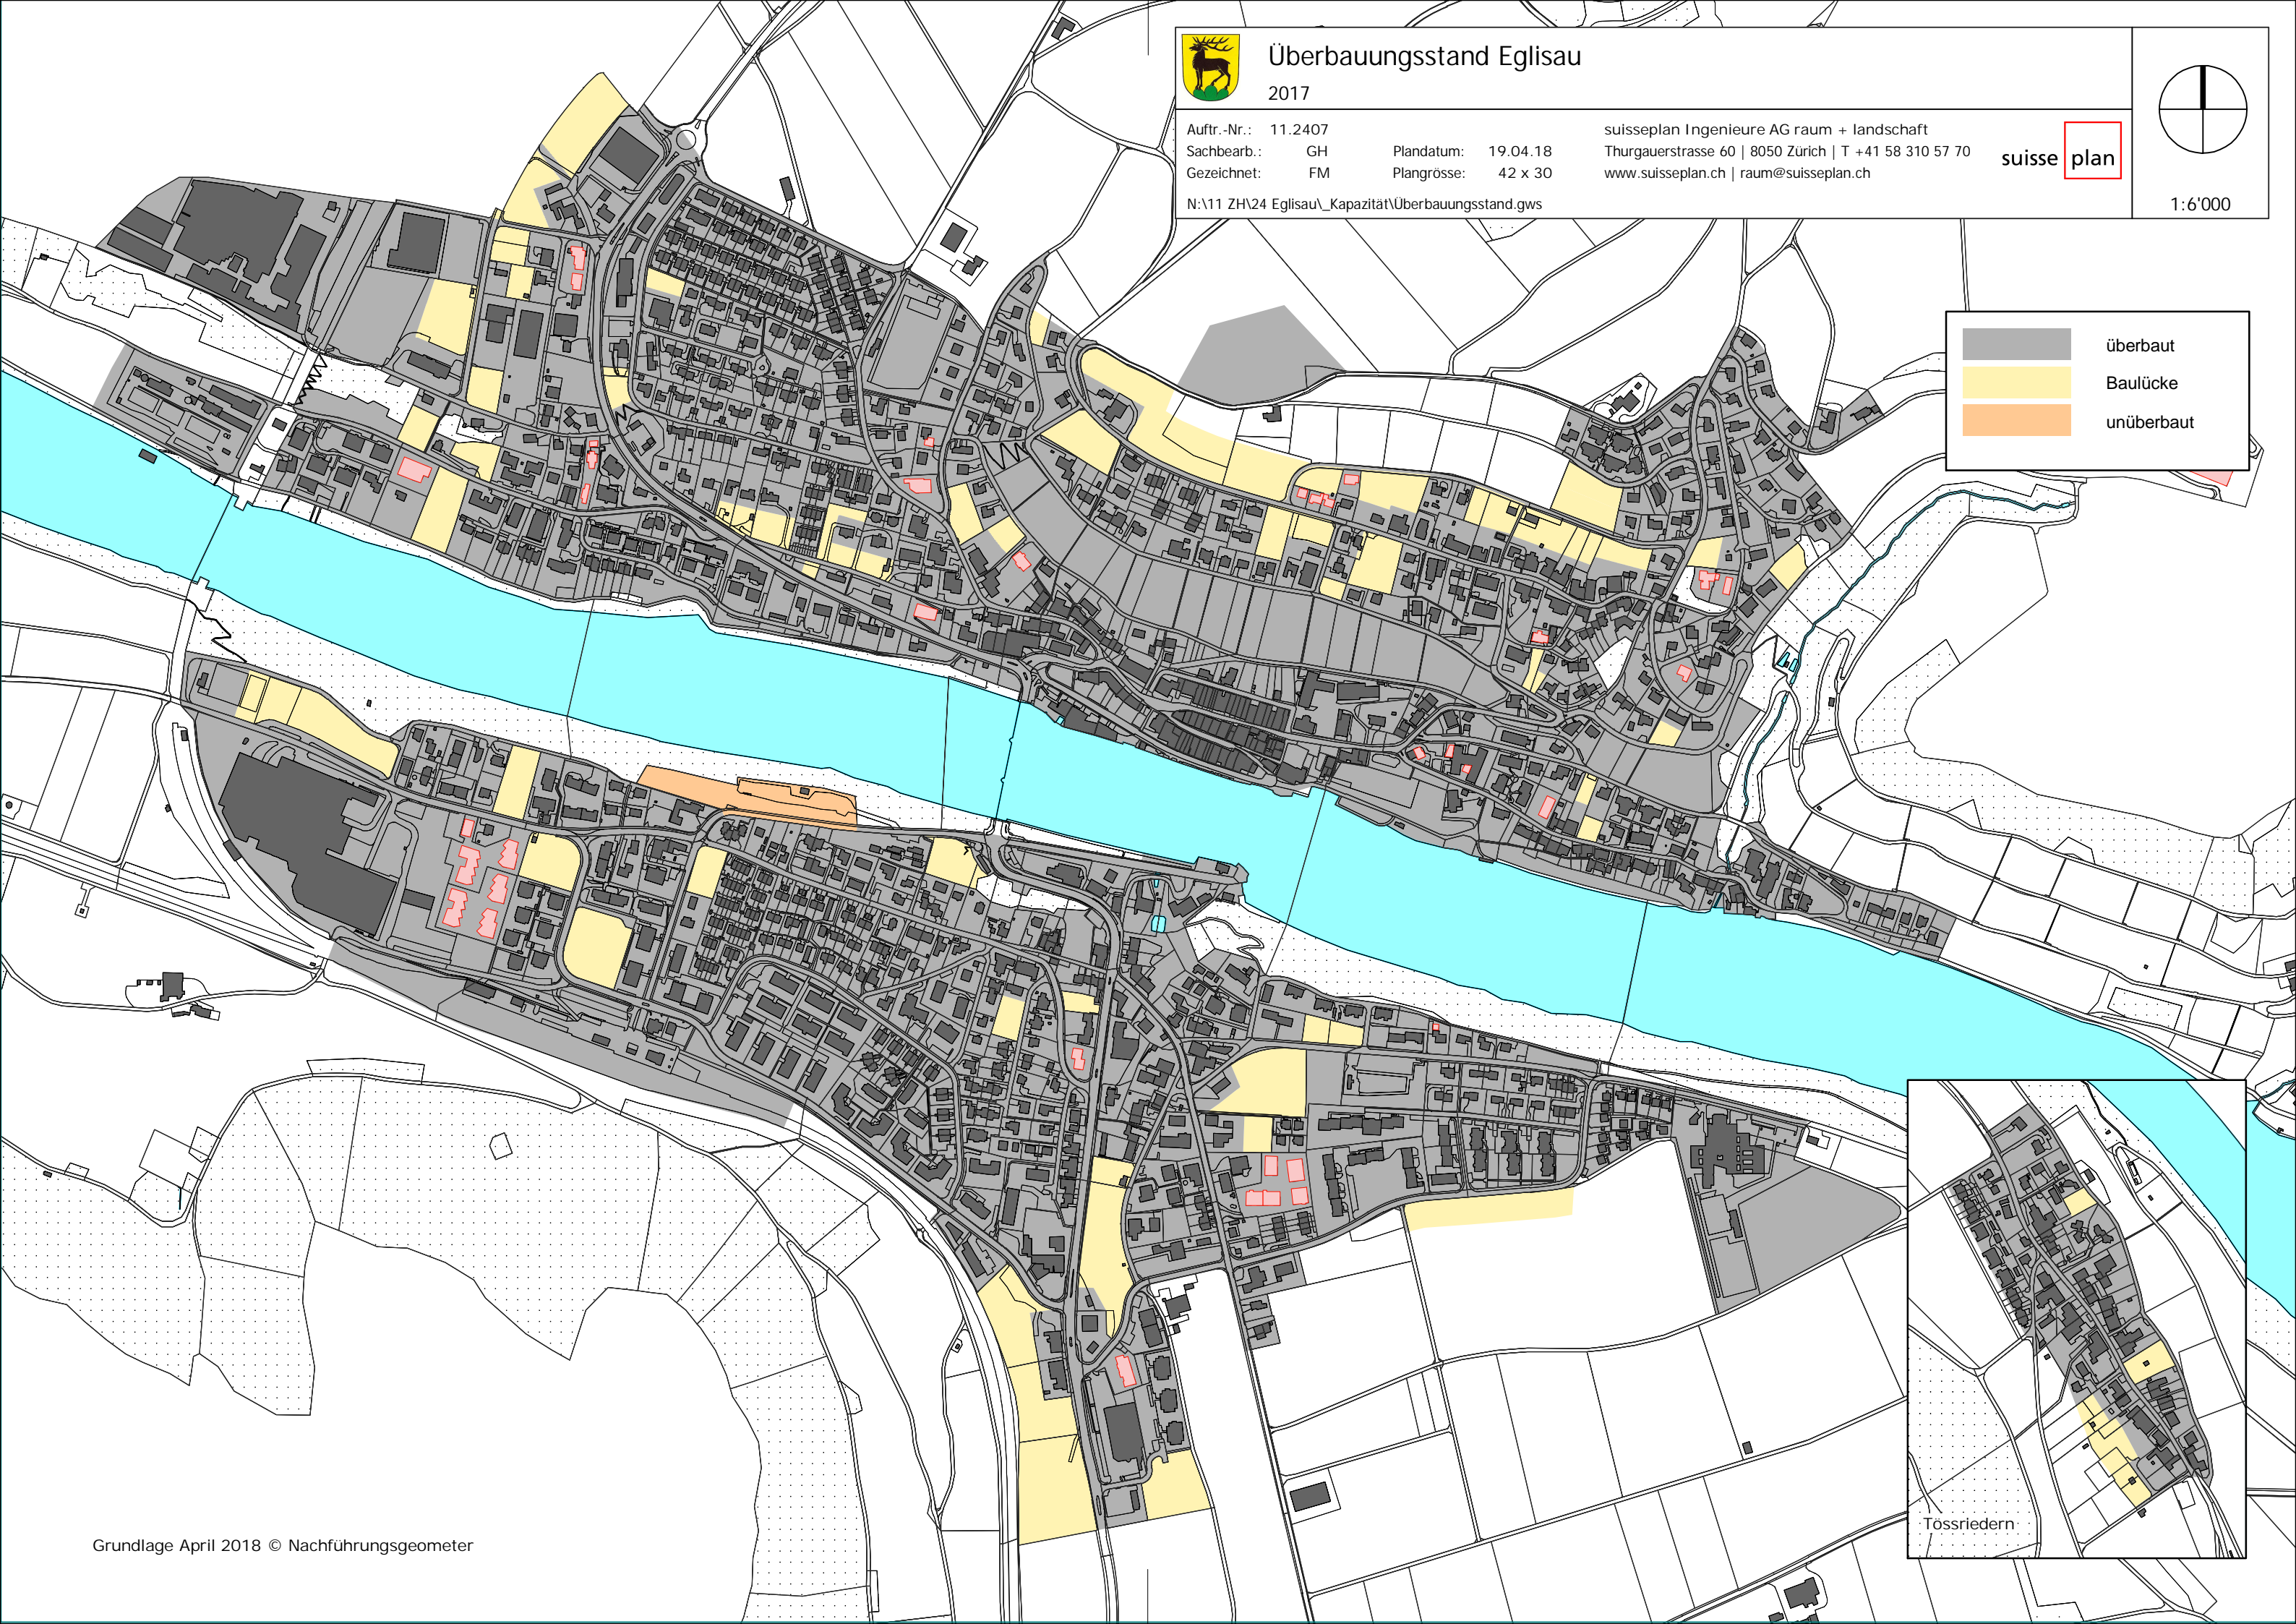 Überbauungsstand Eglisau
2017
Auftr.-Nr.: 11.2407
Sachbearb.: GH Plandatum: 19.04.18
Gezeichnet: FM Plangrösse: 42 x 30
N:\11 ZH\24 Eglisau\_Kapazität\Überbauungsstand.gws
suisseplan Ingenieure AG raum + landschaft
Thurgauerstrasse 60 | 8050 Zürich | T +41 58 310 57 70
www.suisseplan.ch | raum@suisseplan.ch
suisse plan
1:6'000
überbaut
Baulücke
unüberbaut
Tössriedern
Grundlage April 2018 © Nachführungsgeometer